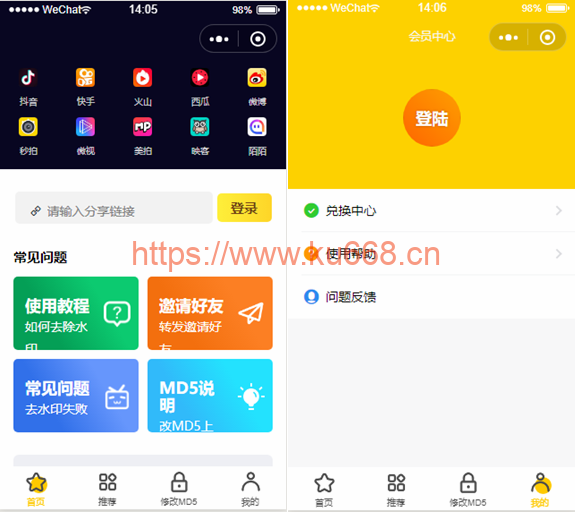 WeChat
14:05
98%
抖音
快手
火山
西瓜
微博
秒拍
微视
美拍
映客
陌陌
请输入分享链接
登录
常见问题
使用教程
如何去除水
印
邀请好友
转发邀请好
友
常见问题
去水印失败
MD5说
明
改MD5上
首页
推荐
修改MD5
我的
WeChat
14:06
98%
会员中心
登陆
兑换中心
使用帮助
问题反馈
首页
推荐
修改MD5
我的
https://www.ku668.cn